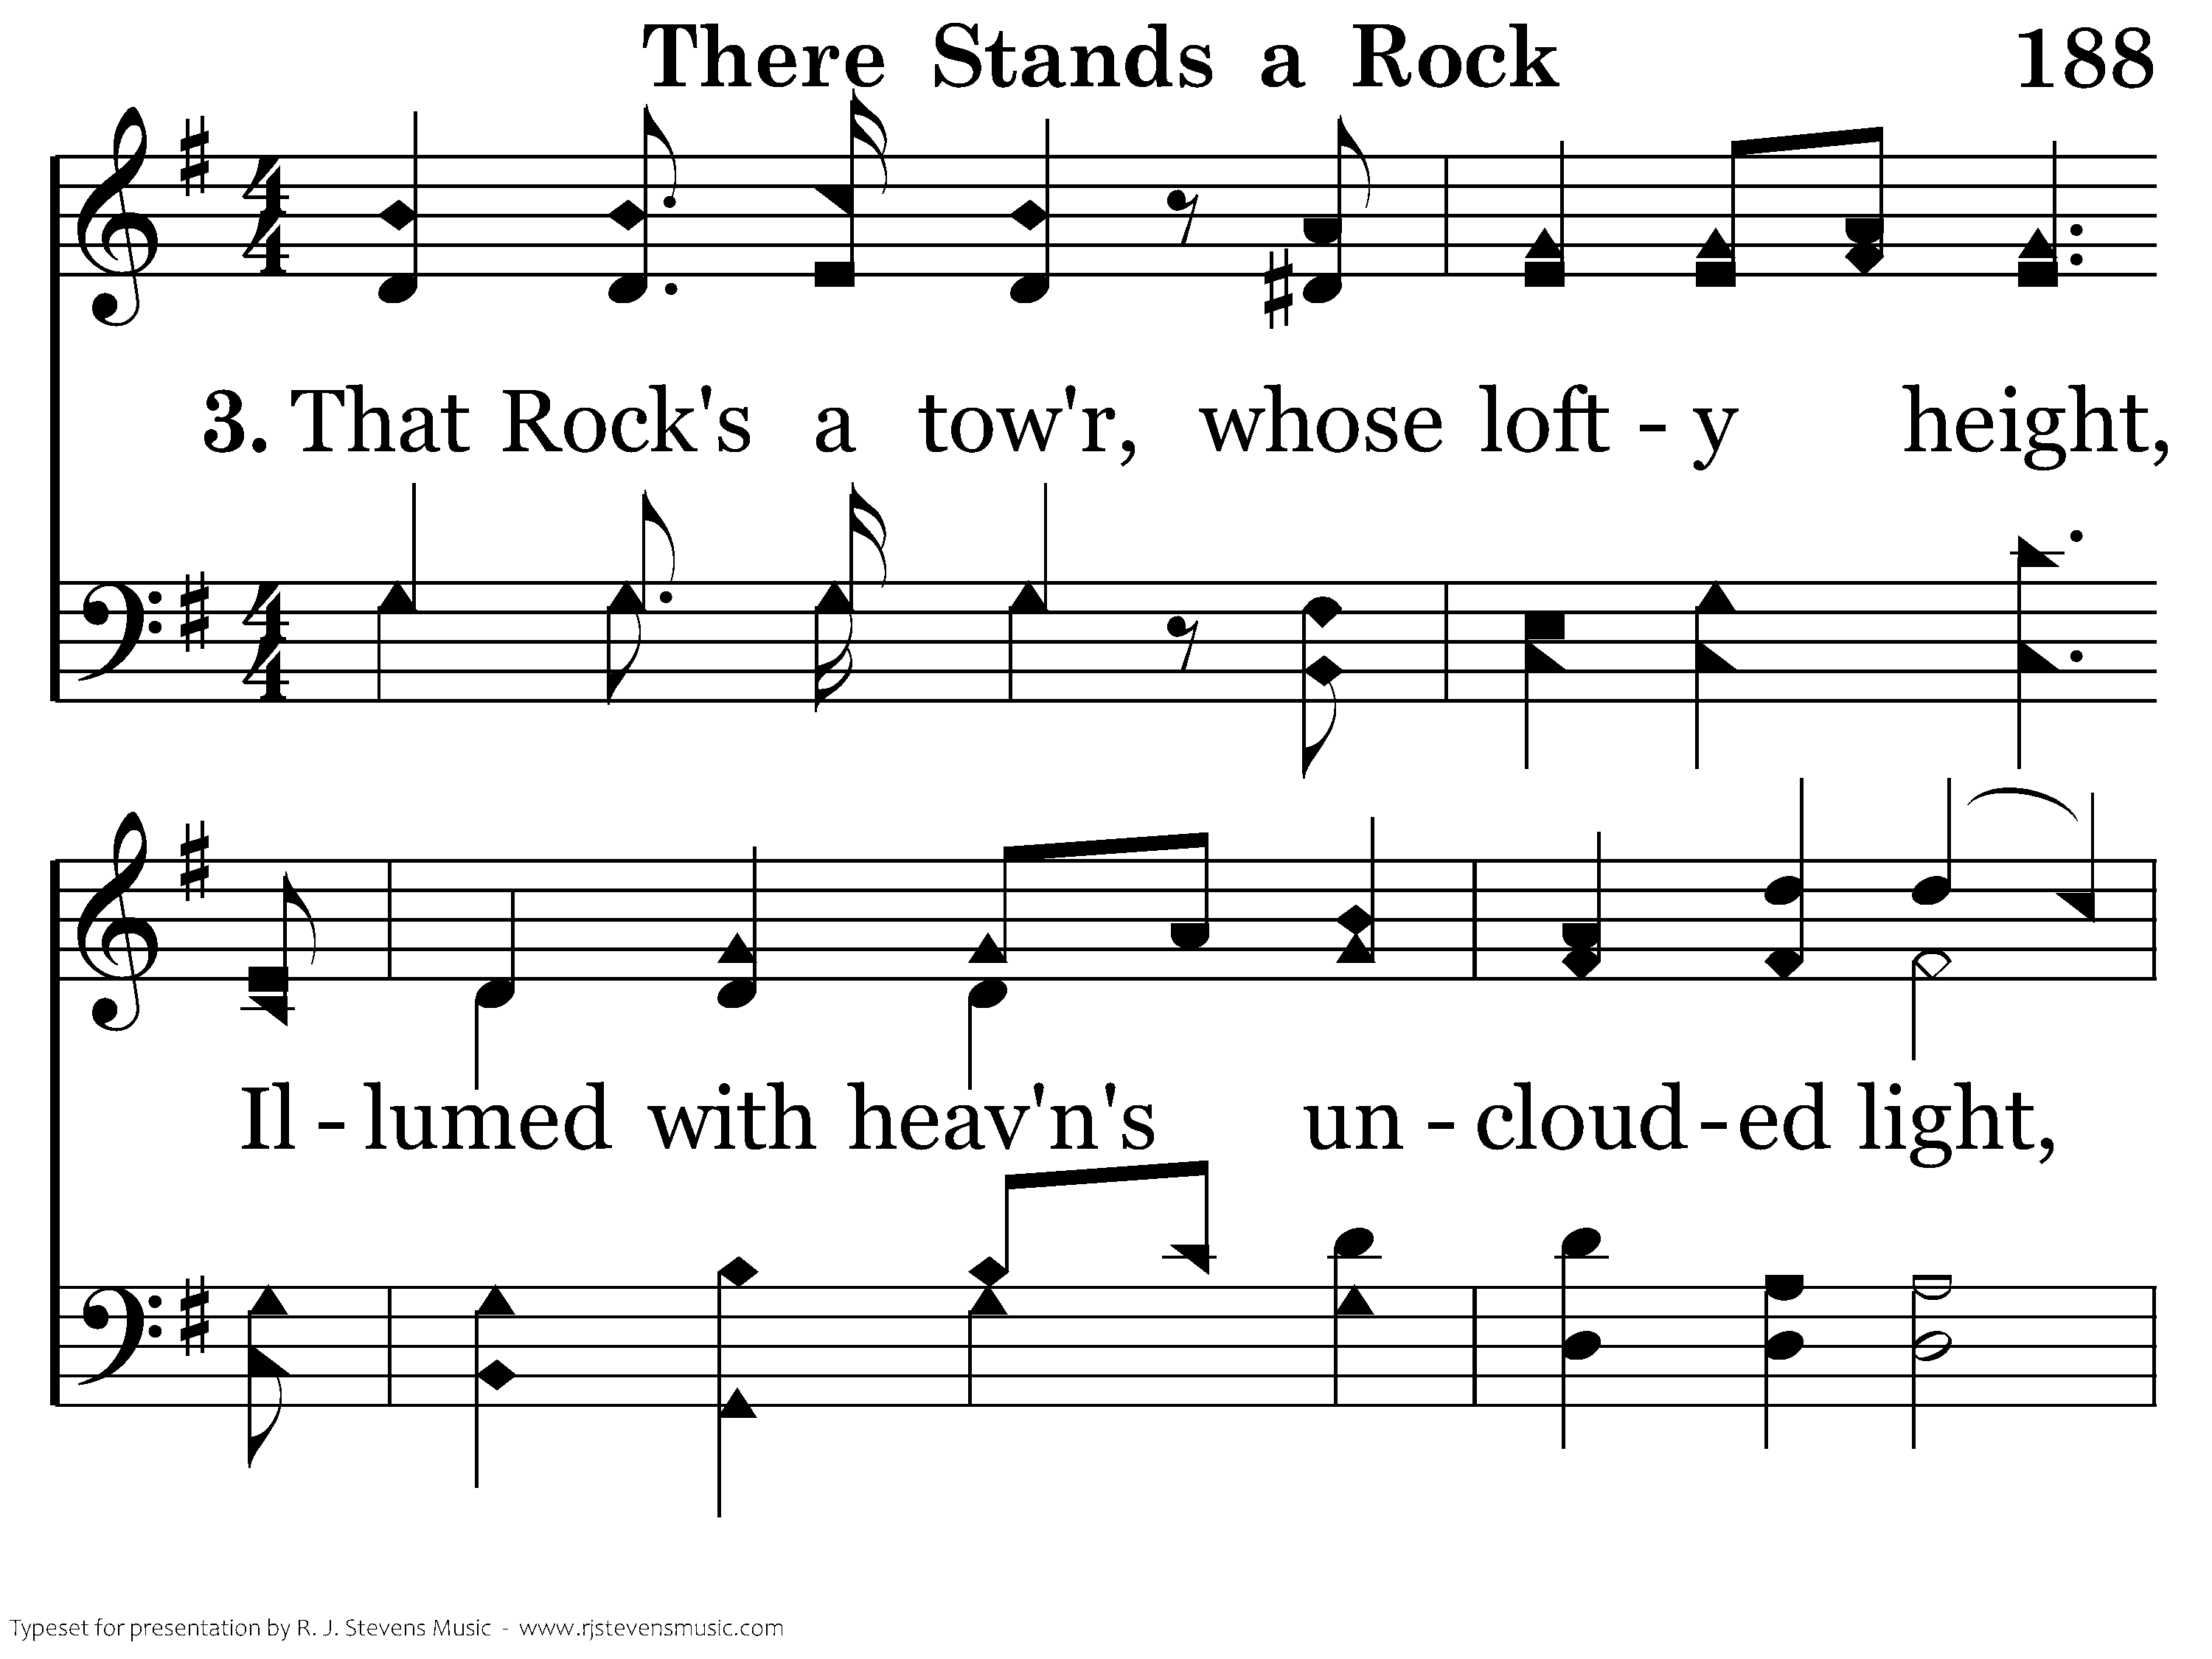 There Stands a Rock 188
3. That Rock's a tow'r, whose loft - y height,
Il - lumed with heav'n's un - cloud - ed light,
Typeset for presentation by R. J. Stevens Music - www.rjstevensmusic.com